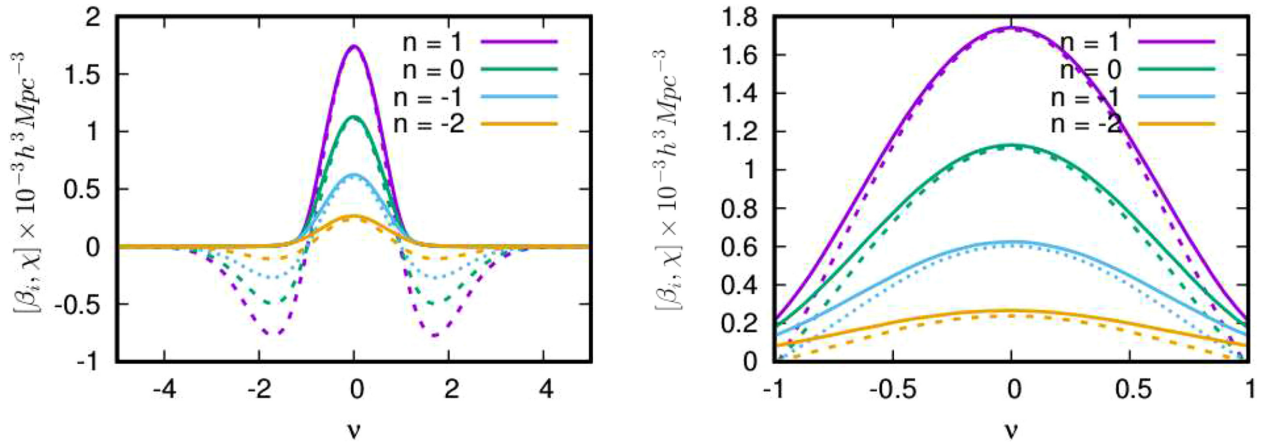 [β_i, χ] × 10^{-3} h^3 Mpc^{-3}
2
1.5
1
0.5
0
-0.5
-1
n = 1
n = 0
n = -1
n = -2
-4
-2
0
2
4
ν
[β_i, χ] × 10^{-3} h^3 Mpc^{-3}
1.8
1.6
1.4
1.2
1
0.8
0.6
0.4
0.2
0
n = 1
n = 0
n = -1
n = -2
-1
-0.5
0
0.5
1
ν